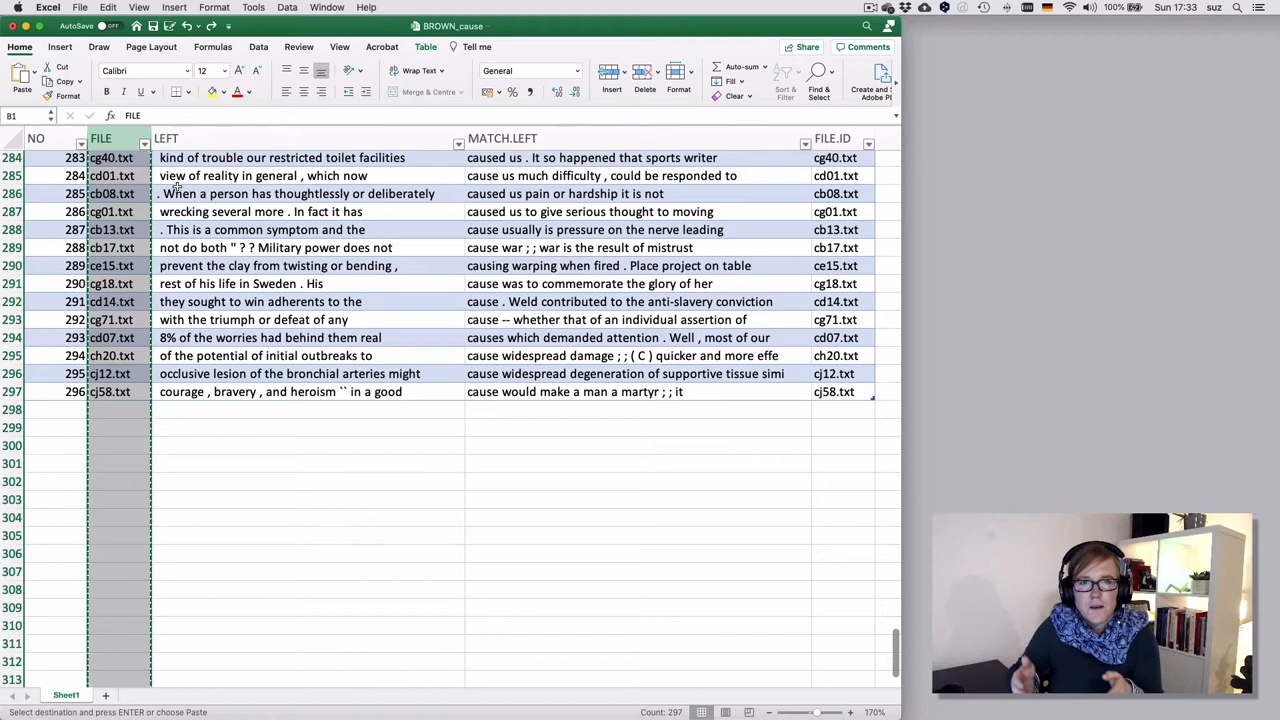 Excel File Edit View Insert Format Tools Data Window Help 100% Sun 17:33 suz
AutoSave OFF BROWN_cause
Home Insert Draw Page Layout Formulas Data Review View Acrobat Table Tell me Share Comments
Paste Cut Copy Format Calibri 12 Wrap Text General Insert Delete Format Auto-sum Fill Clear Sort & Filter Find & Select Create and Share Adobe PDF
B I U A Merge & Centre % ,
B1 fx FILE
NO FILE LEFT MATCH.LEFT FILE.ID
284 283 cg40.txt kind of trouble our restricted toilet facilities caused us . It so happened that sports writer cg40.txt
285 284 cd01.txt view of reality in general , which now cause us much difficulty , could be responded to cd01.txt
286 285 cb08.txt . When a person has thoughtlessly or deliberately caused us pain or hardship it is not cb08.txt
287 286 cg01.txt wrecking several more . In fact it has caused us to give serious thought to moving cg01.txt
288 287 cb13.txt . This is a common symptom and the cause usually is pressure on the nerve leading cb13.txt
289 288 cb17.txt not do both " ? ? Military power does not cause war ; ; war is the result of mistrust cb17.txt
290 289 ce15.txt prevent the clay from twisting or bending , causing warping when fired . Place project on table ce15.txt
291 290 cg18.txt rest of his life in Sweden . His cause was to commemorate the glory of her cg18.txt
292 291 cd14.txt they sought to win adherents to the cause . Weld contributed to the anti-slavery conviction cd14.txt
293 292 cg71.txt with the triumph or defeat of any cause -- whether that of an individual assertion of cg71.txt
294 293 cd07.txt 8% of the worries had behind them real causes which demanded attention . Well , most of our cd07.txt
295 294 ch20.txt of the potential of initial outbreaks to cause widespread damage ; ; ( C ) quicker and more effe ch20.txt
296 295 cj12.txt occlusive lesion of the bronchial arteries might cause widespread degeneration of supportive tissue simi cj12.txt
297 296 cj58.txt courage , bravery , and heroism `` in a good cause would make a man a martyr ; ; it cj58.txt
298
299
300
301
302
303
304
305
306
307
308
309
310
311
312
313
Sheet1
Select destination and press ENTER or choose Paste Count: 297 170%